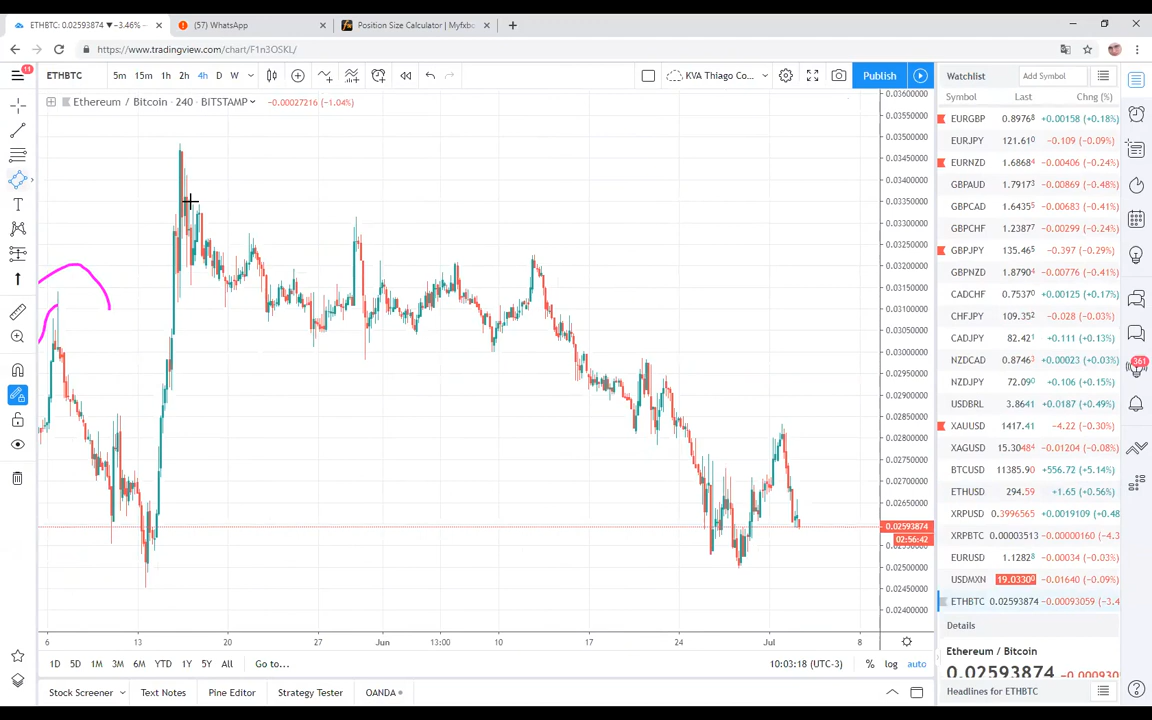 ETHBTC: 0.02593874 ▼−3.46%
(57) WhatsApp
Position Size Calculator | Myfxbo
https://www.tradingview.com/chart/F1n3OSKL/
11
ETHBTC 5m 15m 1h 2h 4h D W KVA Thiago Co... Publish
Ethereum / Bitcoin · 240 · BITSTAMP −0.00027216 (−1.04%)
0.03600000
0.03550000
0.03500000
0.03450000
0.03400000
0.03350000
0.03300000
0.03250000
0.03200000
0.03150000
0.03100000
0.03050000
0.03000000
0.02950000
0.02900000
0.02850000
0.02800000
0.02750000
0.02700000
0.02650000
0.02593874
02:56:42
0.02500000
0.02450000
0.02400000
6 13 20 27 Jun 13:00 10 17 24 Jul 8
1D 5D 1M 3M 6M YTD 1Y 5Y All Go to... 10:03:18 (UTC-3) % log auto
Stock Screener Text Notes Pine Editor Strategy Tester OANDA
Watchlist Add Symbol
Symbol Last Chng (%)
EURGBP 0.89768 +0.00158 (+0.18%)
EURJPY 121.610 −0.109 (−0.09%)
EURNZD 1.68684 −0.00406 (−0.24%)
GBPAUD 1.79173 −0.00869 (−0.48%)
GBPCAD 1.64355 −0.00683 (−0.41%)
GBPCHF 1.23877 −0.00299 (−0.24%)
GBPJPY 135.465 −0.397 (−0.29%)
GBPNZD 1.87904 −0.00776 (−0.41%)
CADCHF 0.75370 +0.00125 (+0.17%)
CHFJPY 109.352 −0.028 (−0.03%)
CADJPY 82.421 +0.111 (+0.13%)
NZDCAD 0.87463 +0.00023 (+0.03%)
NZDJPY 72.090 +0.106 (+0.15%)
USDBRL 3.8641 +0.0187 (+0.49%)
XAUUSD 1417.41 −4.22 (−0.30%)
XAGUSD 15.30484 −0.01204 (−0.08%)
BTCUSD 11385.90 +556.72 (+5.14%)
ETHUSD 294.59 +1.65 (+0.56%)
XRPUSD 0.3996565 +0.0019109 (+0.48
XRPBTC 0.00003513 −0.00000160 (−4.3
EURUSD 1.12828 −0.00034 (−0.03%)
USDMXN 19.03300 −0.01640 (−0.09%)
ETHBTC 0.02593874 −0.00093059 (−3.4
Details
Ethereum / Bitcoin
0.02593874
Headlines for ETHBTC
361